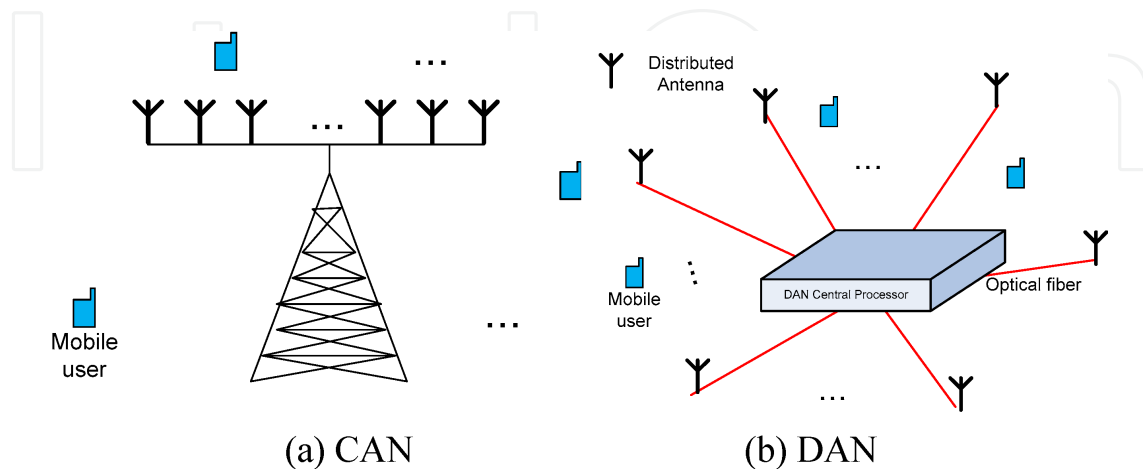 Mobile
user
(a) CAN
Distributed
Antenna
Mobile
user
DAN Central Processor
Optical fiber
(b) DAN